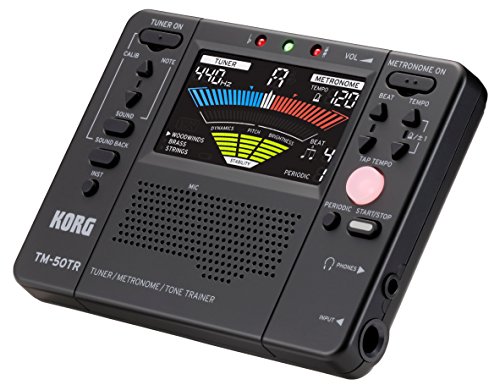 TUNER ON
CALIB
NOTE
SOUND
SOUND BACK
INST
TUNER
440Hz
A
METRONOME
TEMPO
120
DYNAMICS
PITCH
BRIGHTNESS
STABILITY
WOODWINDS
BRASS
STRINGS
BEAT
4
PERIODIC
1
♭
♯
VOL
METRONOME ON
BEAT
TEMPO
/±
TAP TEMPO
PERIODIC
START/STOP
MIC
KORG
TM-50TR
TUNER/METRONOME/TONE TRAINER
PHONES
INPUT